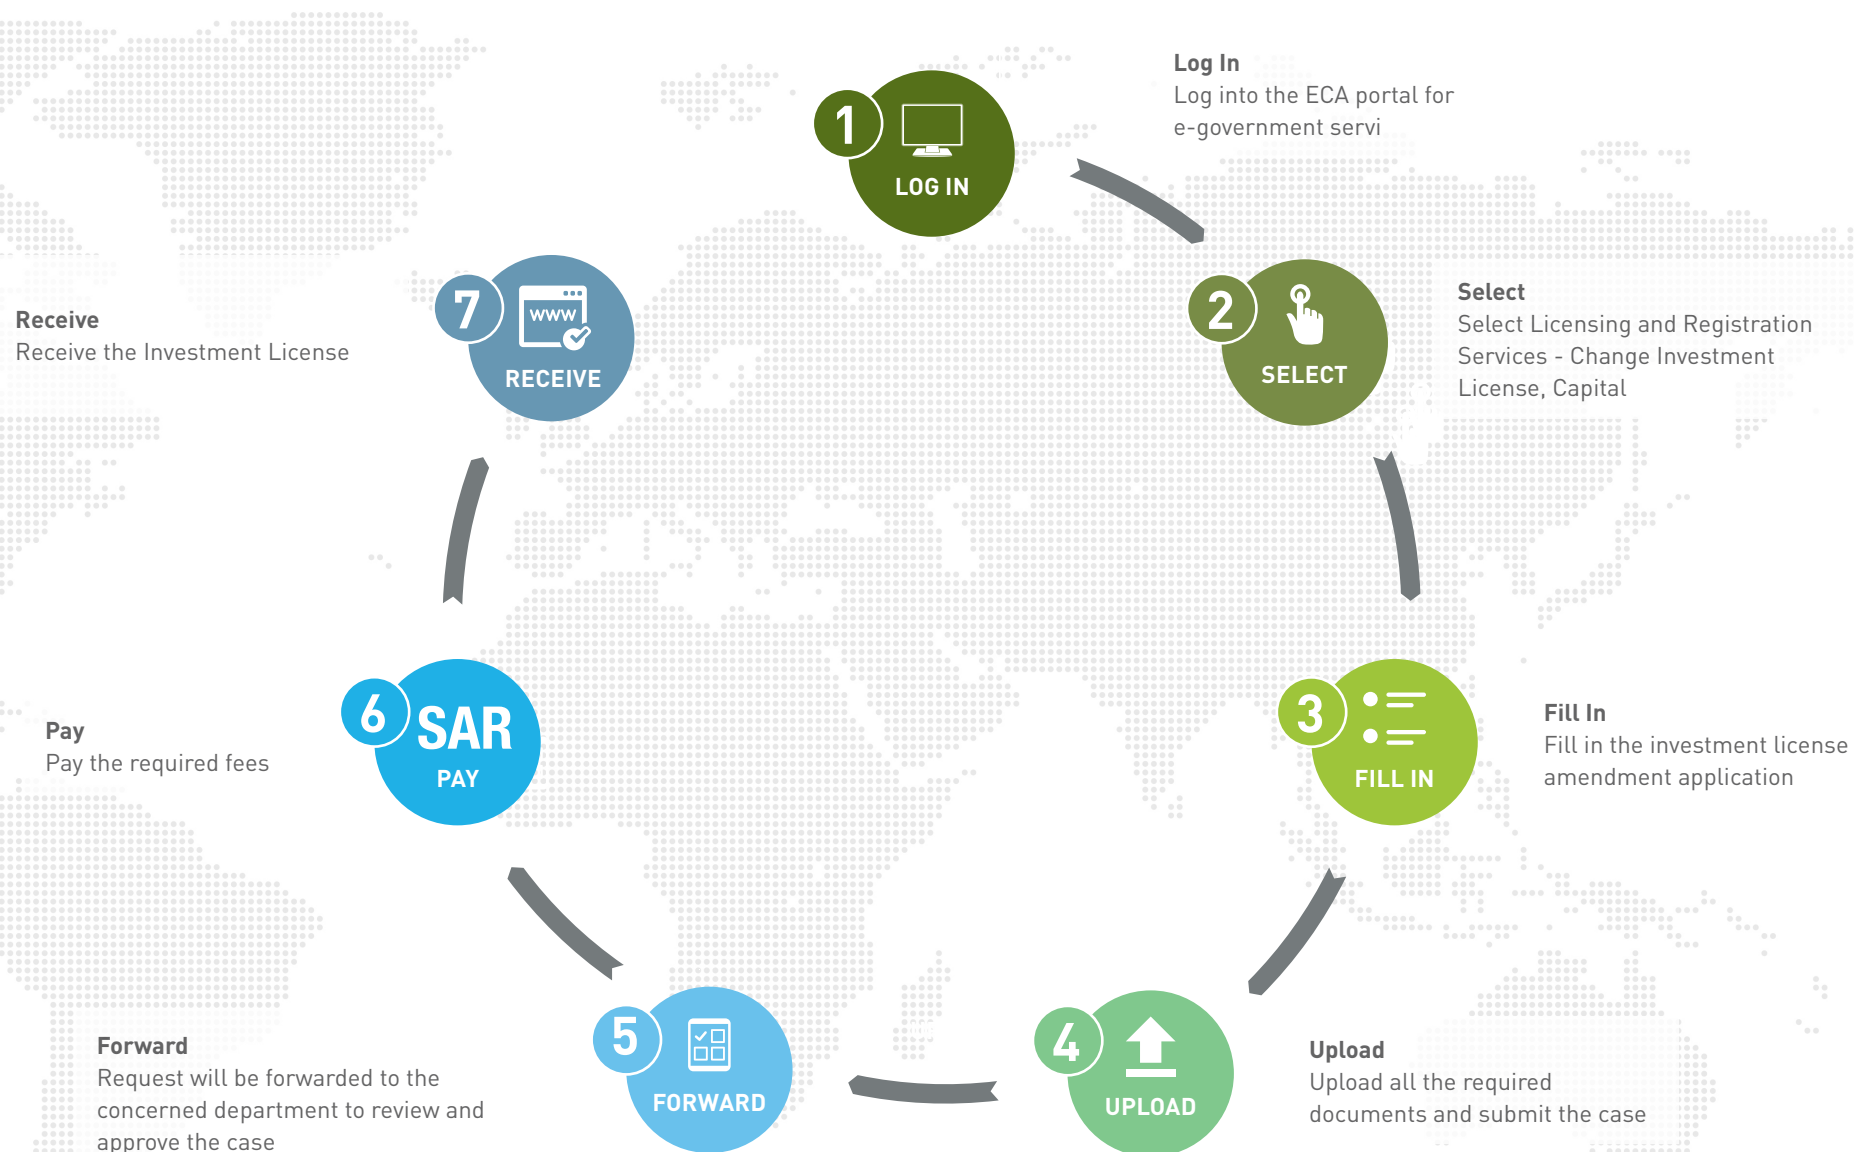 1
LOG IN
Log In
Log into the ECA portal for
e-government servi
2
SELECT
Select
Select Licensing and Registration
Services - Change Investment
License, Capital
3
FILL IN
Fill In
Fill in the investment license
amendment application
4
UPLOAD
Upload
Upload all the required
documents and submit the case
5
FORWARD
Forward
Request will be forwarded to the
concerned department to review and
approve the case
6
SAR
PAY
Pay
Pay the required fees
7
WWW
RECEIVE
Receive
Receive the Investment License